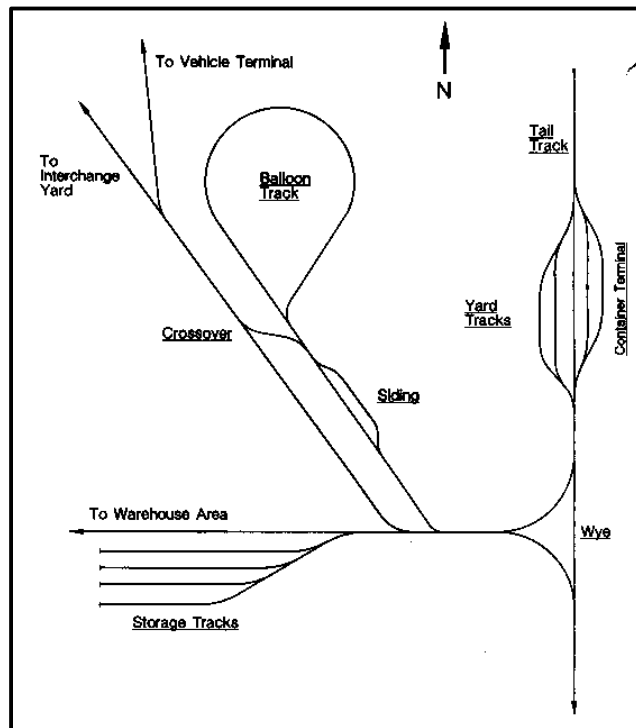 To Vehicle Terminal
N
To
Interchange
Yard
Balloon
Track
Tail
Track
Yard
Tracks
Container Terminal
Crossover
Siding
To Warehouse Area
Wye
Storage Tracks